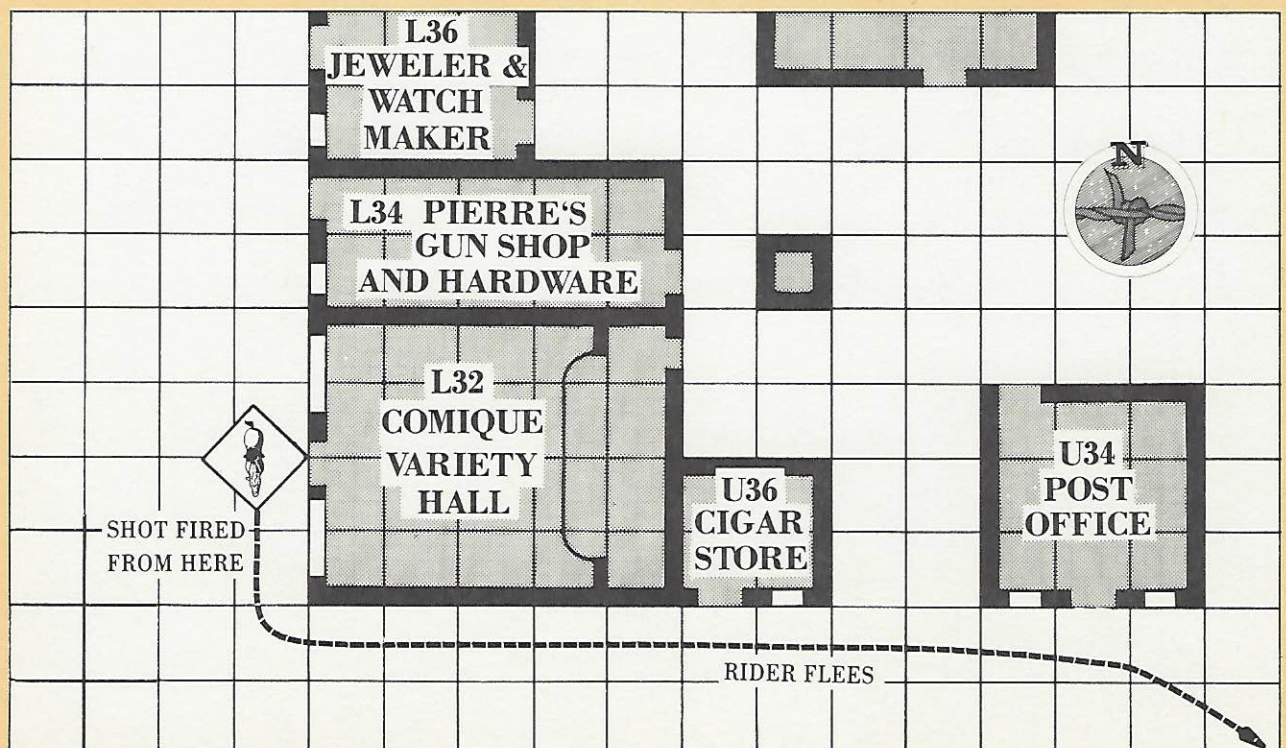 L36
JEWELER &
WATCH
MAKER
N
L34 PIERRE'S
GUN SHOP
AND HARDWARE
L32
COMIQUE
VARIETY
HALL
U36
CIGAR
STORE
U34
POST
OFFICE
SHOT FIRED
FROM HERE
RIDER FLEES